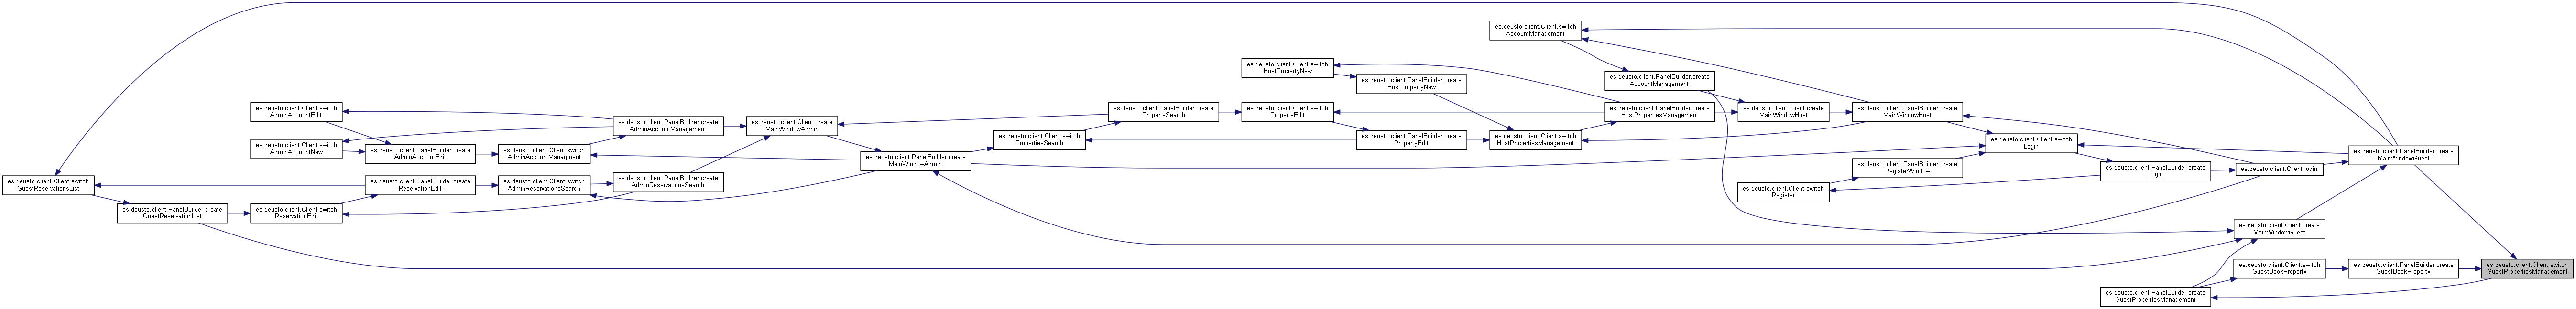 es.deusto.client.Client.switch
GuestReservationsList
es.deusto.client.PanelBuilder.create
GuestReservationList
es.deusto.client.Client.switch
AdminAccountEdit
es.deusto.client.Client.switch
AdminAccountNew
es.deusto.client.Client.switch
ReservationEdit
es.deusto.client.PanelBuilder.create
AdminAccountEdit
es.deusto.client.PanelBuilder.create
ReservationEdit
es.deusto.client.Client.switch
AdminAccountManagment
es.deusto.client.Client.switch
AdminReservationsSearch
es.deusto.client.PanelBuilder.create
AdminAccountManagement
es.deusto.client.PanelBuilder.create
AdminReservationsSearch
es.deusto.client.Client.create
MainWindowAdmin
es.deusto.client.PanelBuilder.create
MainWindowAdmin
es.deusto.client.Client.switch
PropertiesSearch
es.deusto.client.PanelBuilder.create
PropertySearch
es.deusto.client.Client.switch
HostPropertyNew
es.deusto.client.Client.switch
PropertyEdit
es.deusto.client.PanelBuilder.create
HostPropertyNew
es.deusto.client.PanelBuilder.create
PropertyEdit
es.deusto.client.Client.switch
AccountManagement
es.deusto.client.Client.switch
HostPropertiesManagement
es.deusto.client.PanelBuilder.create
AccountManagement
es.deusto.client.PanelBuilder.create
HostPropertiesManagement
es.deusto.client.Client.create
MainWindowHost
es.deusto.client.Client.switch
Register
es.deusto.client.PanelBuilder.create
MainWindowHost
es.deusto.client.PanelBuilder.create
RegisterWindow
es.deusto.client.Client.switch
Login
es.deusto.client.PanelBuilder.create
Login
es.deusto.client.PanelBuilder.create
GuestPropertiesManagement
es.deusto.client.Client.login
es.deusto.client.Client.create
MainWindowGuest
es.deusto.client.Client.switch
GuestBookProperty
es.deusto.client.PanelBuilder.create
MainWindowGuest
es.deusto.client.PanelBuilder.create
GuestBookProperty
es.deusto.client.Client.switch
GuestPropertiesManagement